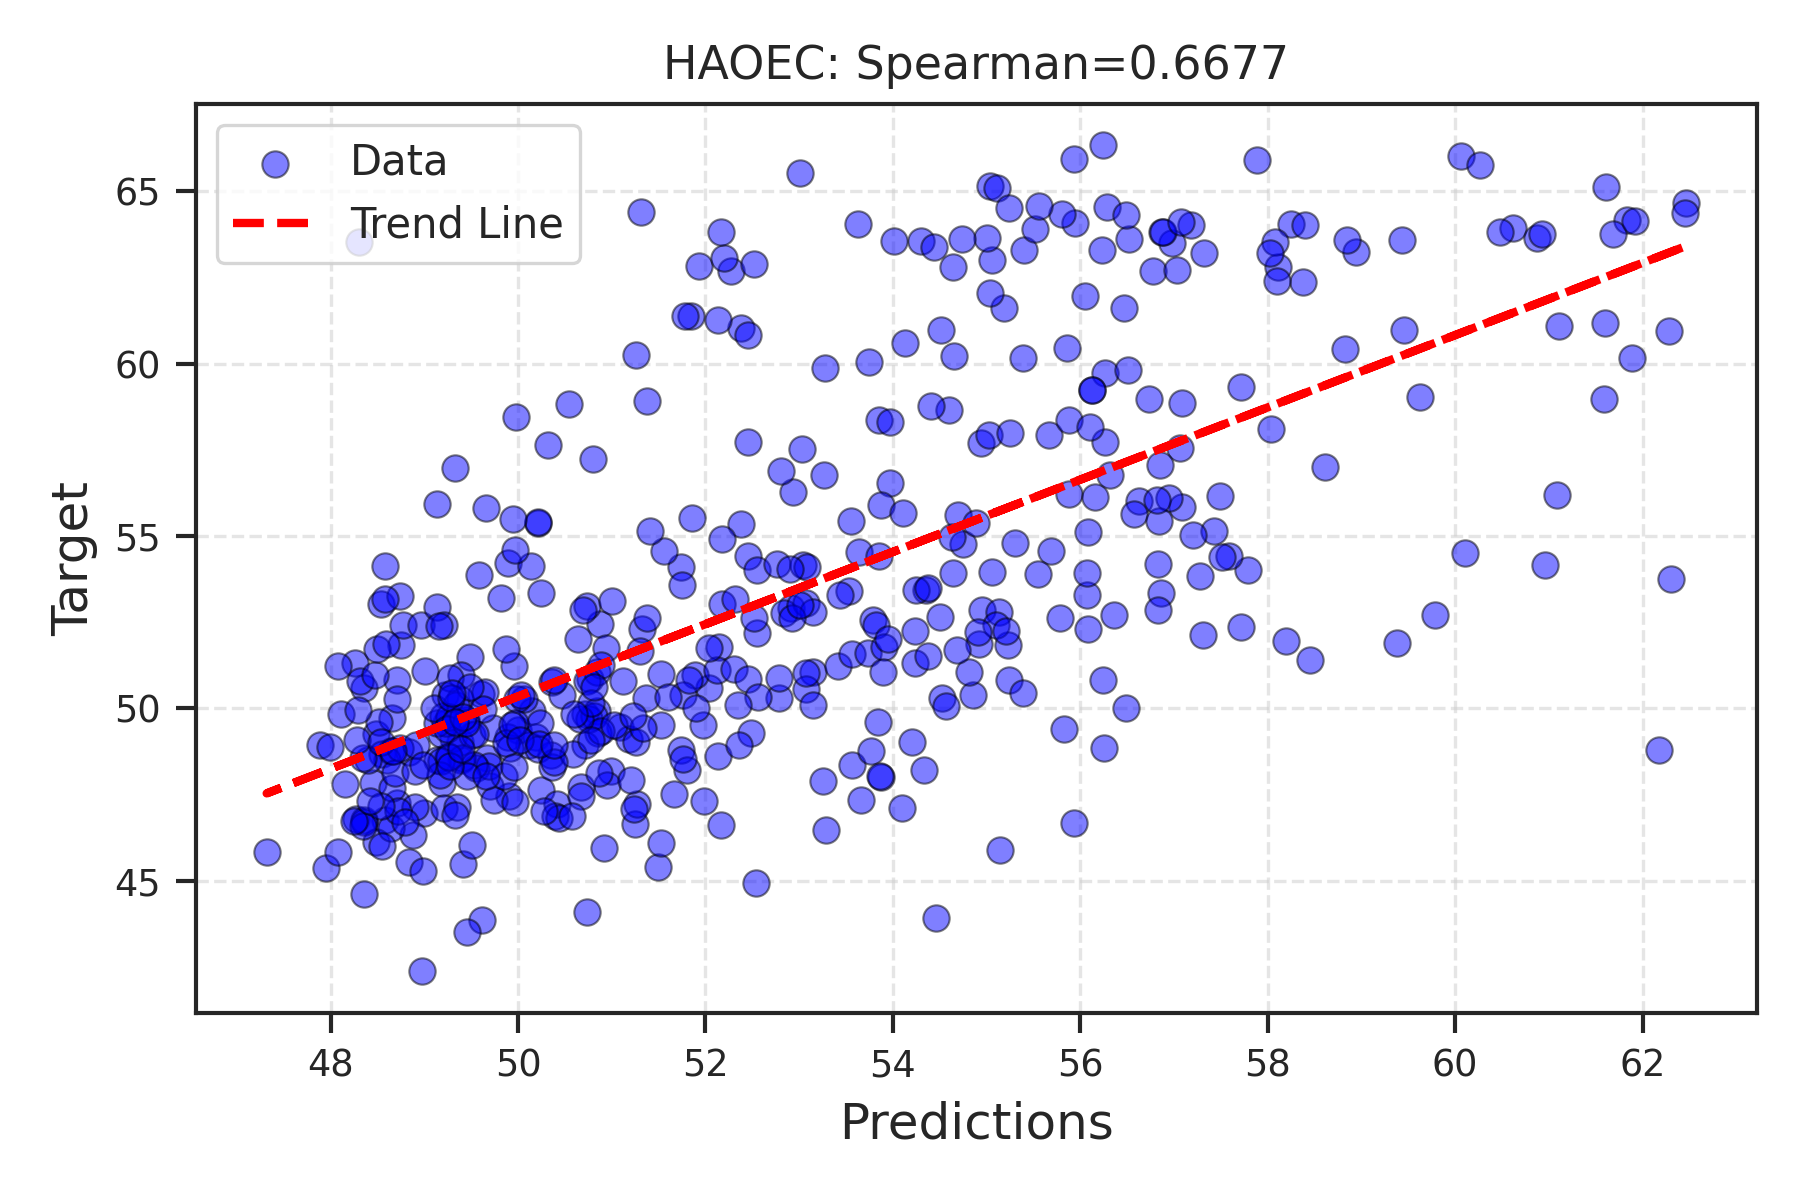 HAOEC: Spearman=0.6677
Data
Trend Line
65
60
55
50
45
Target
48 50 52 54 56 58 60 62
Predictions